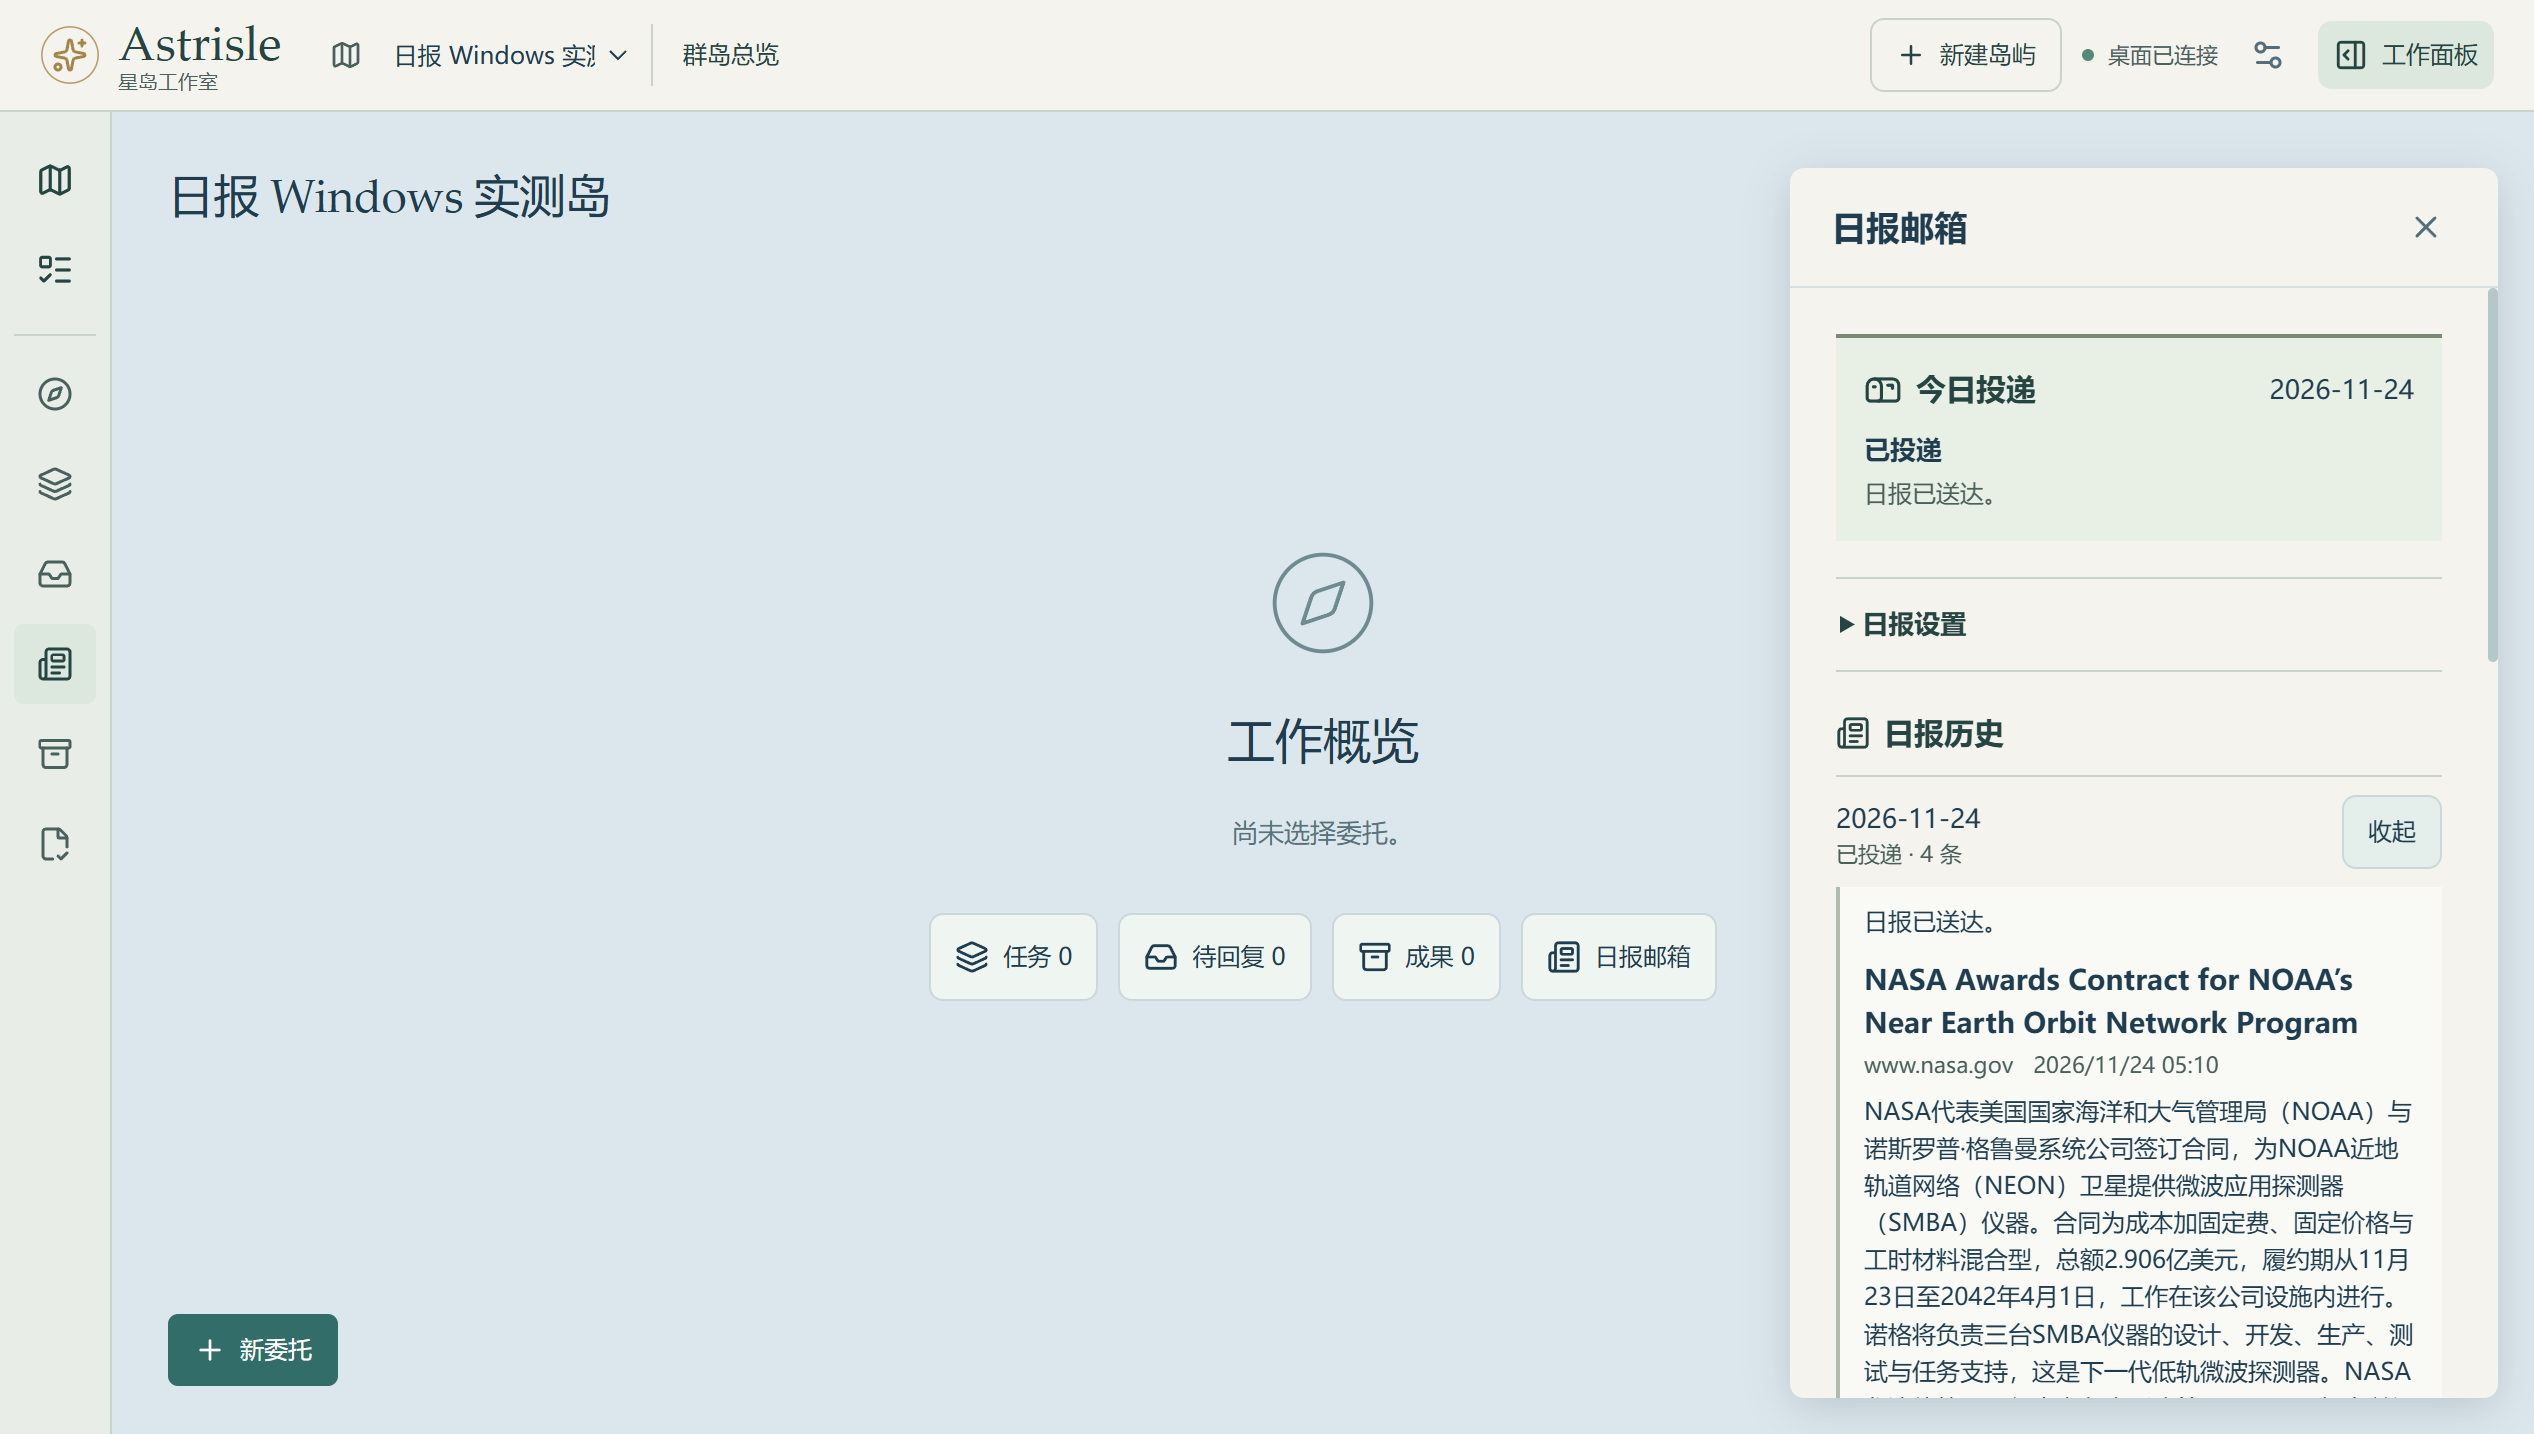 Astrisle
星岛工作室
日报 Windows 实
群岛总览
新建岛屿
桌面已连接
工作面板
日报 Windows 实测岛
工作概览
尚未选择委托。
任务 0
待回复 0
成果 0
日报邮箱
新委托
日报邮箱
今日投递
2026-11-24
已投递
日报已送达。
日报设置
日报历史
2026-11-24
已投递 · 4 条
收起
日报已送达。
NASA Awards Contract for NOAA’s
Near Earth Orbit Network Program
www.nasa.gov 2026/11/24 05:10
NASA代表美国国家海洋和大气管理局（NOAA）与
诺斯罗普·格鲁曼系统公司签订合同，为NOAA近地
轨道网络（NEON）卫星提供微波应用探测器
（SMBA）仪器。合同为成本加固定费、固定价格与
工时材料混合型，总额2.906亿美元，履约期从11月
23日至2042年4月1日，工作在该公司设施内进行。
诺格将负责三台SMBA仪器的设计、开发、生产、测
试与任务支持，这是下一代低轨微波探测器。NASA